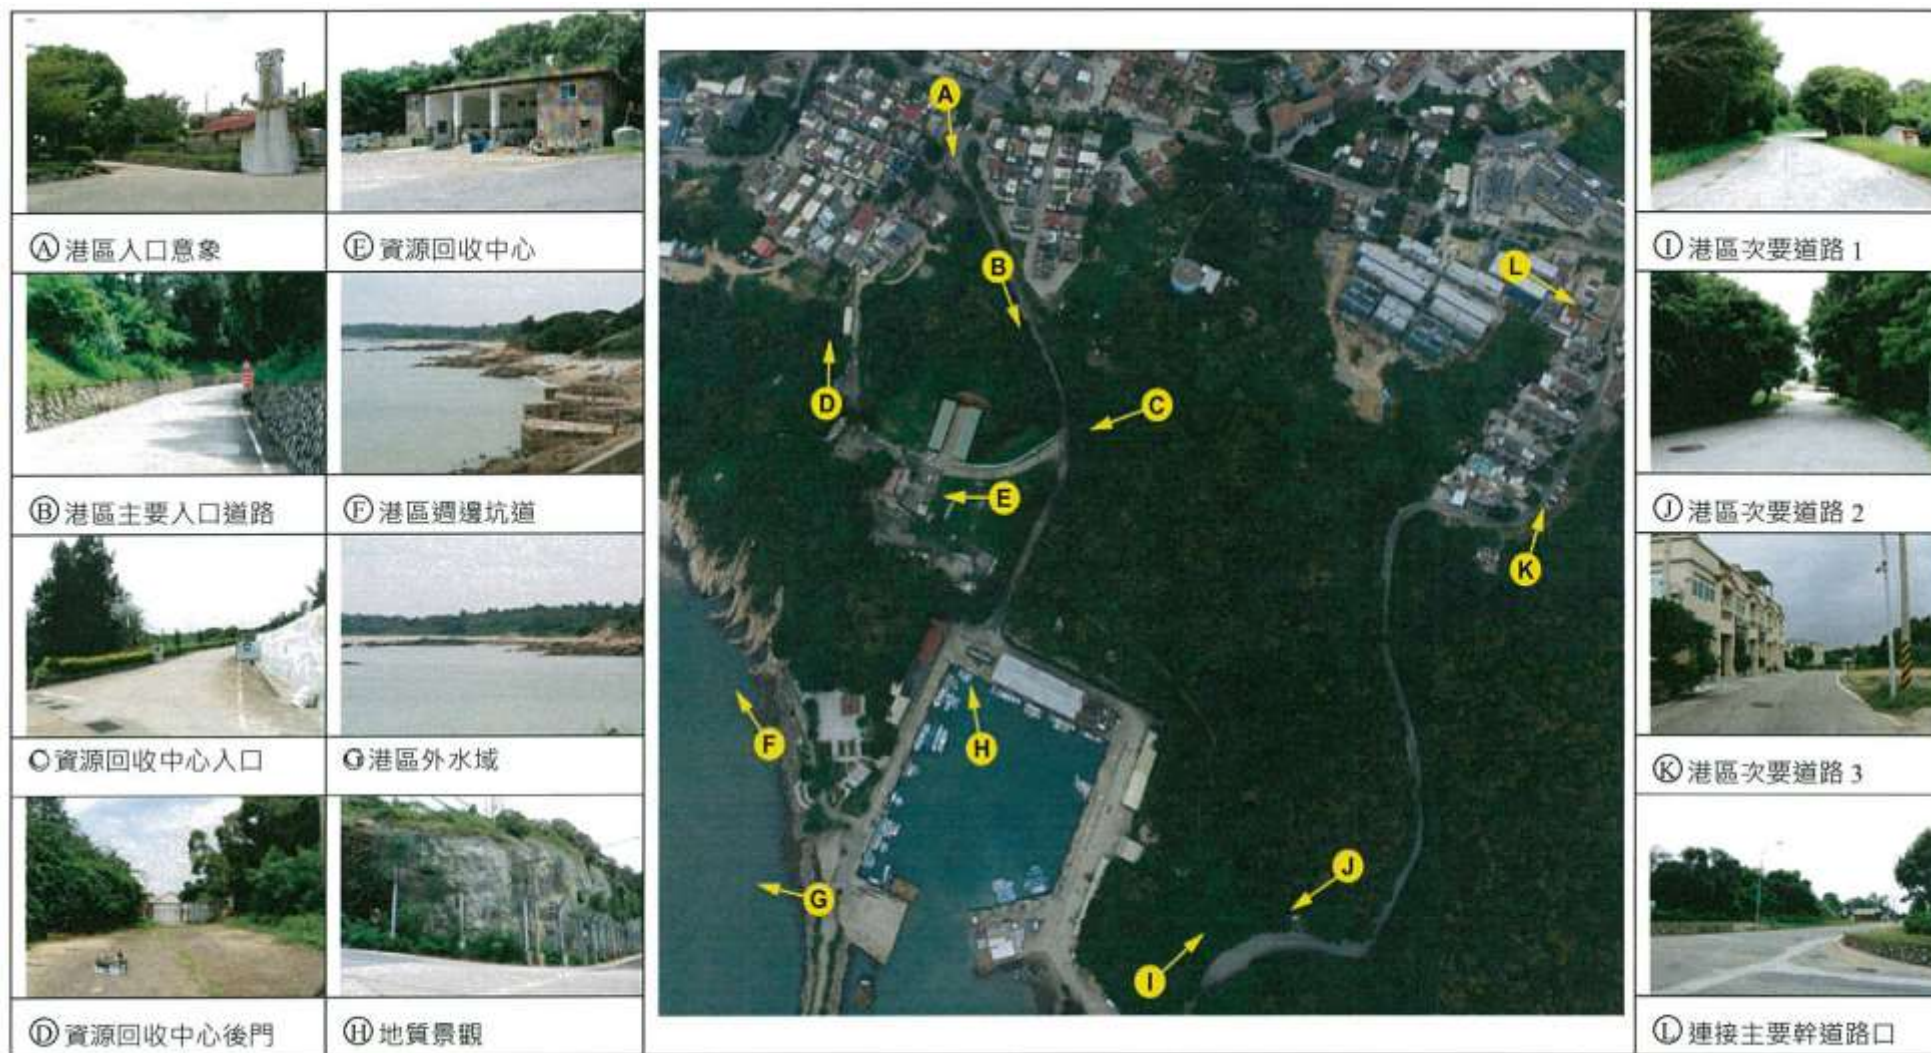 Ⓐ港區入口意象
Ⓔ資源回收中心
Ⓑ港區主要入口道路
Ⓕ港區週邊坑道
Ⓒ資源回收中心入口
Ⓖ港區外水域
Ⓓ資源回收中心後門
Ⓗ地質景觀
A
B
L
D
C
E
K
F
H
J
G
I
Ⓘ港區次要道路 1
Ⓙ港區次要道路 2
Ⓚ港區次要道路 3
Ⓛ連接主要幹道路口